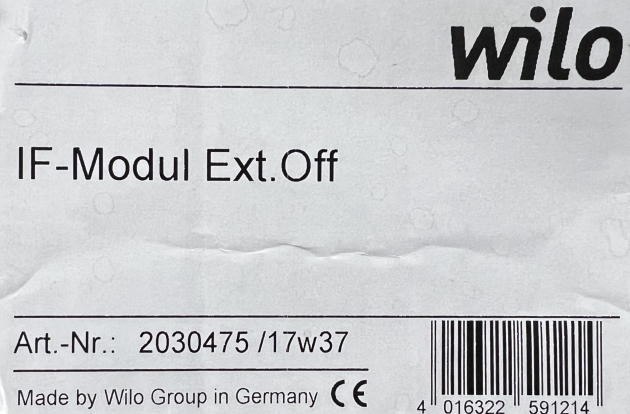 wilo
IF-Modul Ext.Off
Art.-Nr.: 2030475 /17w37
Made by Wilo Group in Germany CE
4 016322 591214